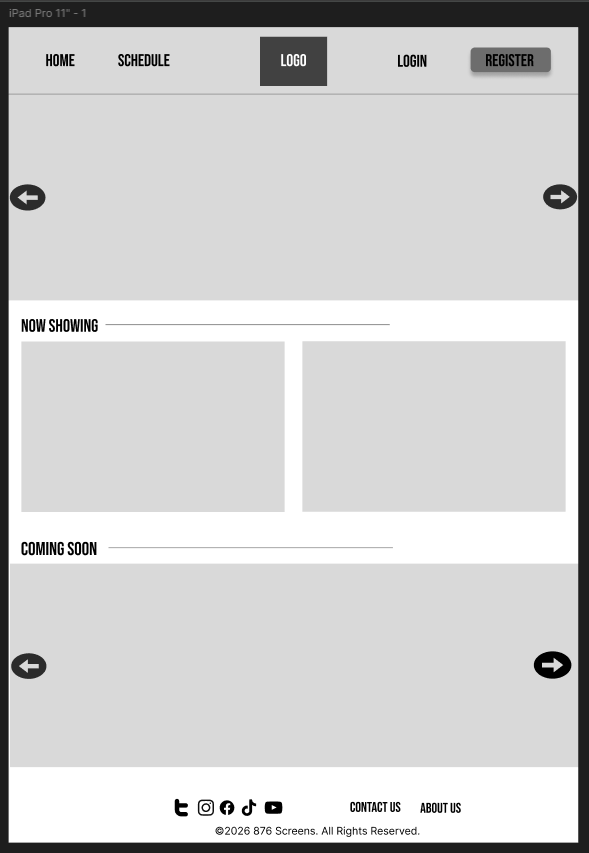 iPad Pro 11" - 1
HOME SCHEDULE LOGO LOGIN REGISTER
NOW SHOWING
COMING SOON
CONTACT US ABOUT US
©2026 876 Screens. All Rights Reserved.